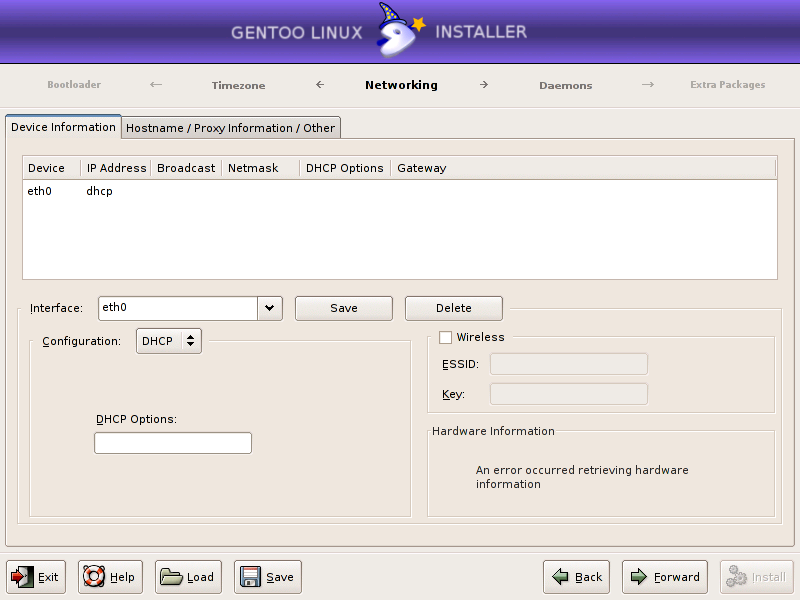 GENTOO LINUX INSTALLER
Bootloader ← Timezone ← Networking → Daemons → Extra Packages
Device Information Hostname / Proxy Information / Other
Device IP Address Broadcast Netmask DHCP Options Gateway
eth0 dhcp
Interface: eth0 Save Delete
Configuration: DHCP
Wireless
ESSID:
Key:
DHCP Options:
Hardware Information
An error occurred retrieving hardware
information
Exit Help Load Save Back Forward Install